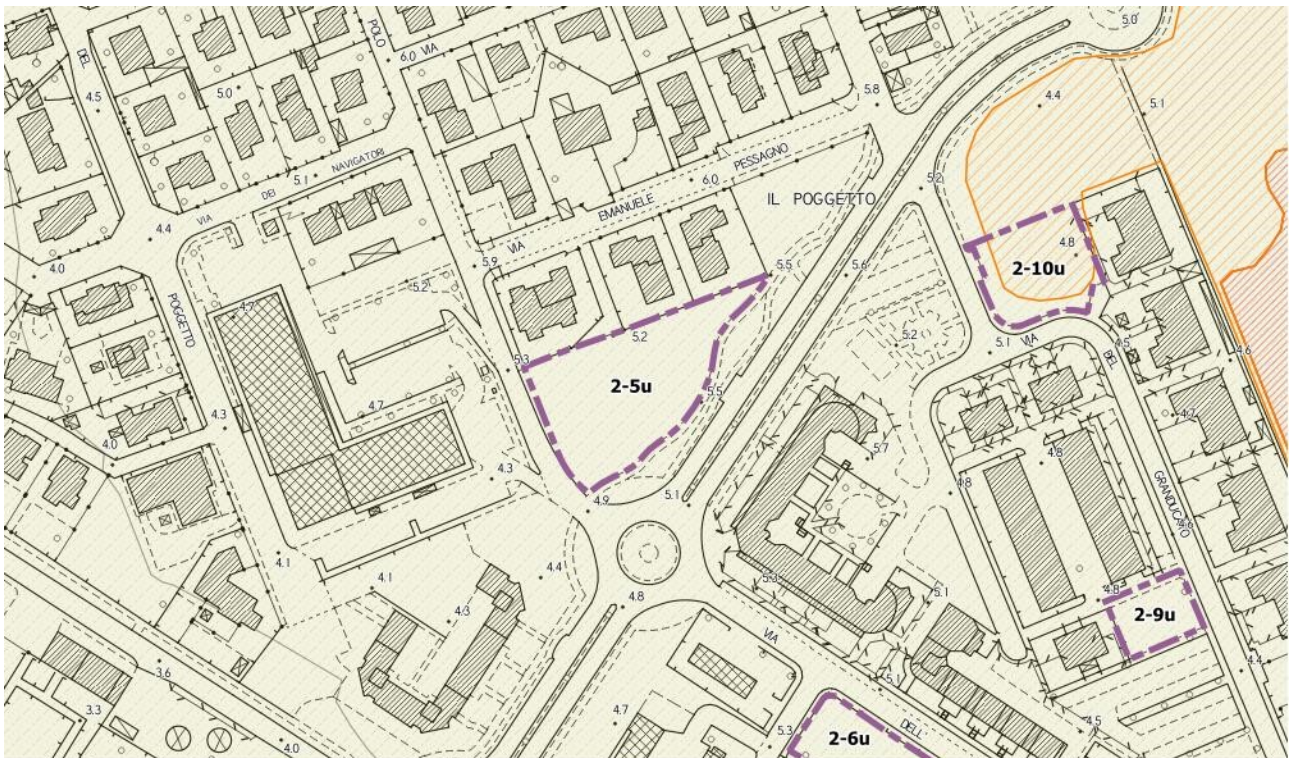 5.0
DEL
POLO
6.0 VIA
4.5
5.0
5.8
4.4
5.1
NAVIGATORI
DEI
5.1
VIA
PESSAGNO
6.0
EMANUELE
VIA
IL POGGETTO
5.2
4.4
4.0
5.9
5.2
5.5
5.6
4.8
2-10u
POGGETTO
4.7
5.2
5.2
5.1
VIA
DEL
4.5
4.6
5.3
2-5u
5.5
4.7
4.3
4.7
4.0
5.7
4.8
4.3
4.8
4.9
5.1
GRANDUCATO
4.6
4.1
4.1
4.4
5.3
4.8
5.1
4.8
4.3
2-9u
VIA
3.6
4.4
5.1
3.3
4.0
4.7
5.3
2-6u
DELL'
4.5